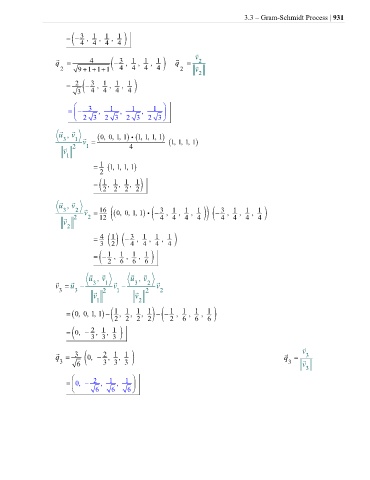 3.3 – Gram-Schmidt Process | 931
= (-3/4, 1/4, 1/4, 1/4)
q⃗₂ = 4/√(9+1+1+1) (-3/4, 1/4, 1/4, 1/4)   q⃗₂ = v⃗₂/‖v⃗₂‖
= 2/√3 (-3/4, 1/4, 1/4, 1/4)
= (-3/(2√3), 1/(2√3), 1/(2√3), 1/(2√3))
⟨u⃗₃, v⃗₁⟩/‖v⃗₁‖² v⃗₁ = (0, 0, 1, 1)•(1, 1, 1, 1)/4 (1, 1, 1, 1)
= 1/2 (1, 1, 1, 1)
= (1/2, 1/2, 1/2, 1/2)
⟨u⃗₃, v⃗₂⟩/‖v⃗₂‖² v⃗₂ = 16/12 ((0, 0, 1, 1)•(-3/4, 1/4, 1/4, 1/4)) (-3/4, 1/4, 1/4, 1/4)
= 4/3 (1/2) (-3/4, 1/4, 1/4, 1/4)
= (-1/2, 1/6, 1/6, 1/6)
v⃗₃ = u⃗₃ - ⟨u⃗₃, v⃗₁⟩/‖v⃗₁‖² v⃗₁ - ⟨u⃗₃, v⃗₂⟩/‖v⃗₂‖² v⃗₂
= (0, 0, 1, 1) - (1/2, 1/2, 1/2, 1/2) - (-1/2, 1/6, 1/6, 1/6)
= (0, -2/3, 1/3, 1/3)
q⃗₃ = 3/√6 (0, -2/3, 1/3, 1/3)   q⃗₃ = v⃗₃/‖v⃗₃‖
= (0, -2/√6, 1/√6, 1/√6)